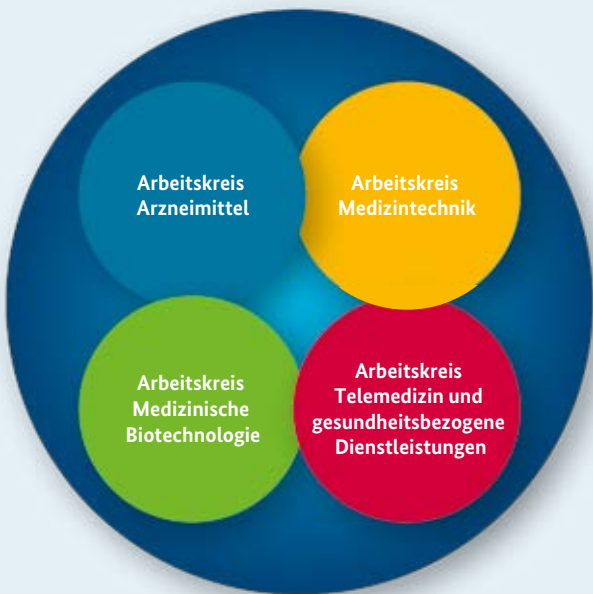 Arbeitskreis
Arzneimittel
Arbeitskreis
Medizintechnik
Arbeitskreis
Medizinische
Biotechnologie
Arbeitskreis
Telemedizin und
gesundheitsbezogene
Dienstleistungen